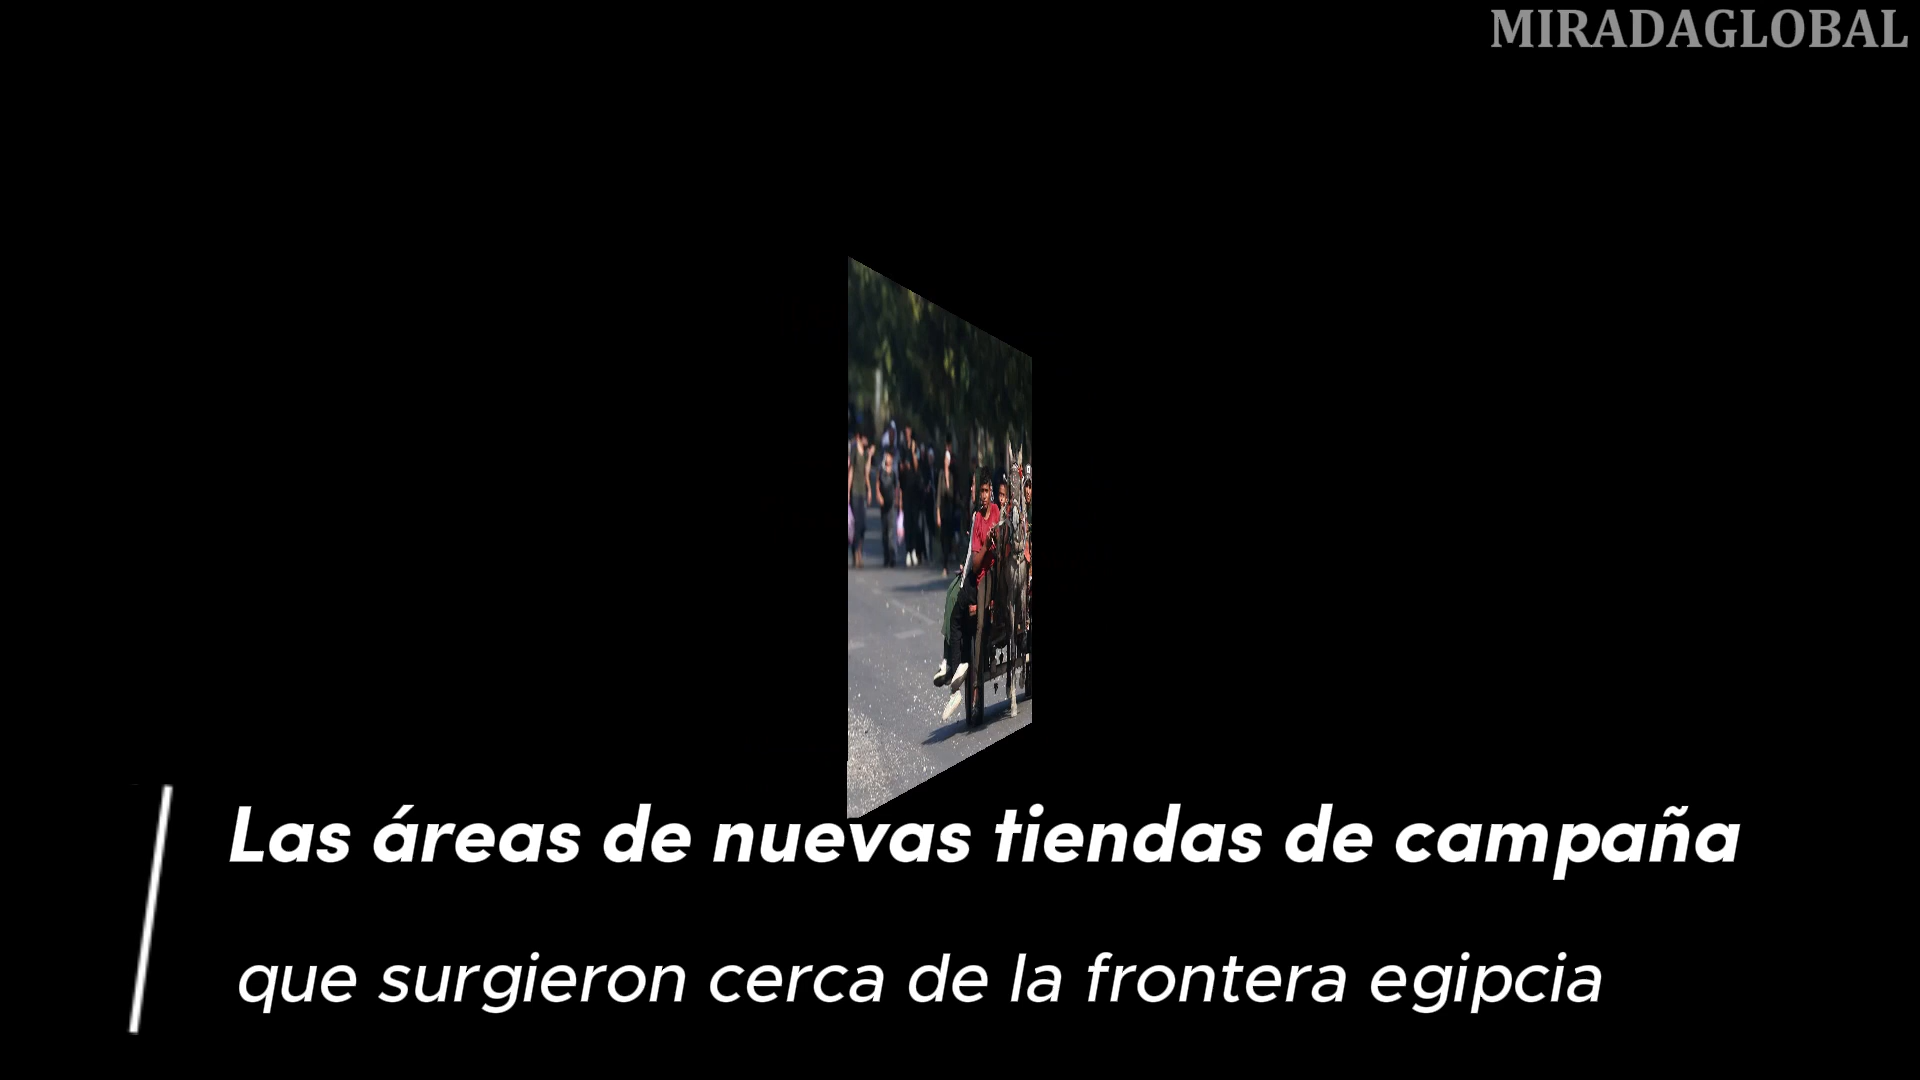 MIRADAGLOBAL
Las áreas de nuevas tiendas de campaña
que surgieron cerca de la frontera egipcia